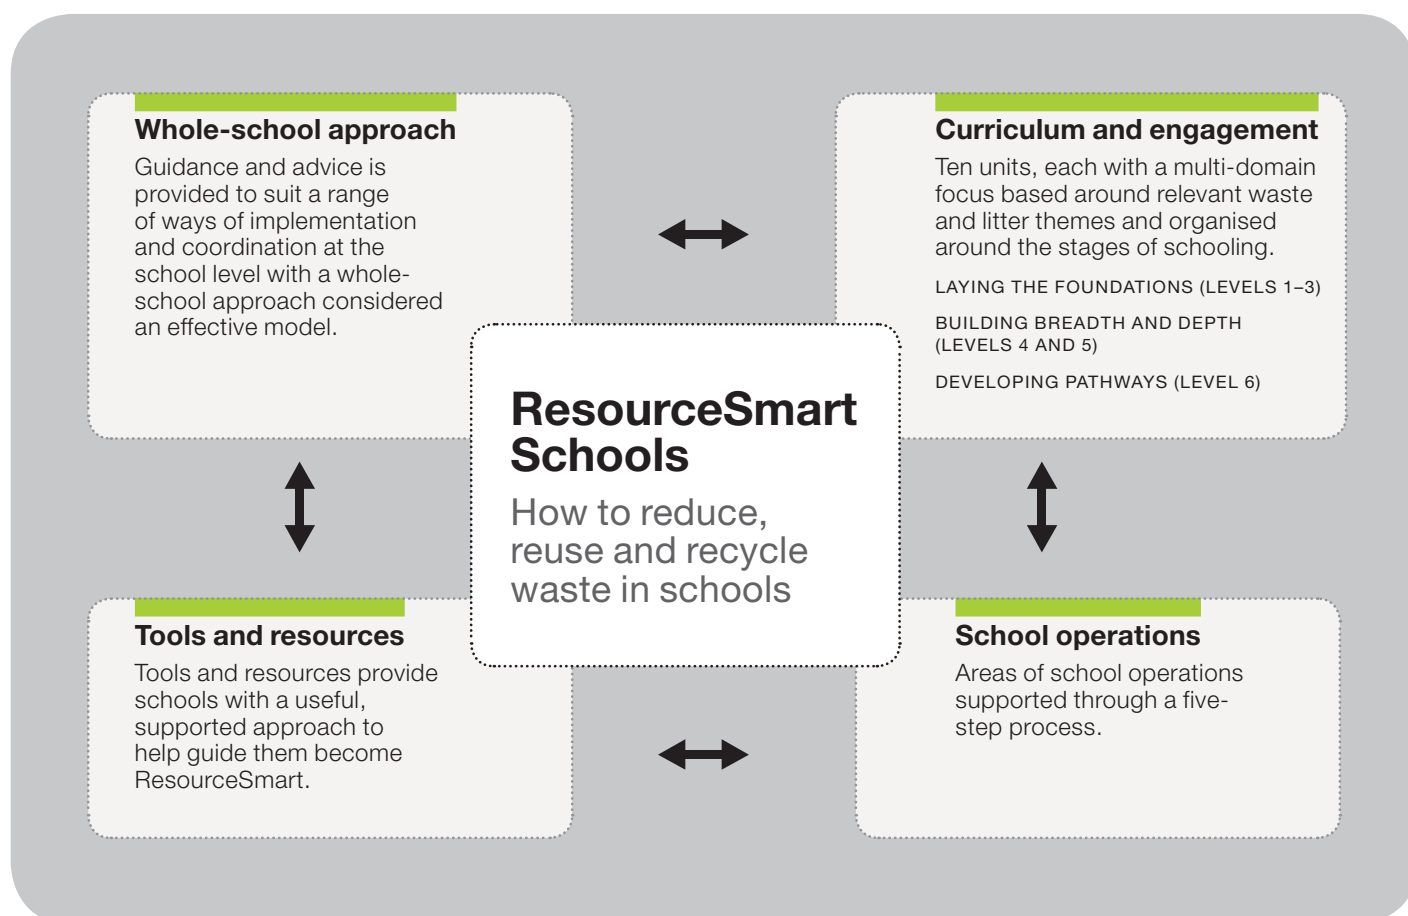 Whole-school approach
Guidance and advice is
provided to suit a range
of ways of implementation
and coordination at the
school level with a whole-
school approach considered
an effective model.
Curriculum and engagement
Ten units, each with a multi-domain
focus based around relevant waste
and litter themes and organised
around the stages of schooling.
LAYING THE FOUNDATIONS (LEVELS 1–3)
BUILDING BREADTH AND DEPTH
(LEVELS 4 AND 5)
DEVELOPING PATHWAYS (LEVEL 6)
ResourceSmart
Schools
How to reduce,
reuse and recycle
waste in schools
Tools and resources
Tools and resources provide
schools with a useful,
supported approach to
help guide them become
ResourceSmart.
School operations
Areas of school operations
supported through a five-
step process.